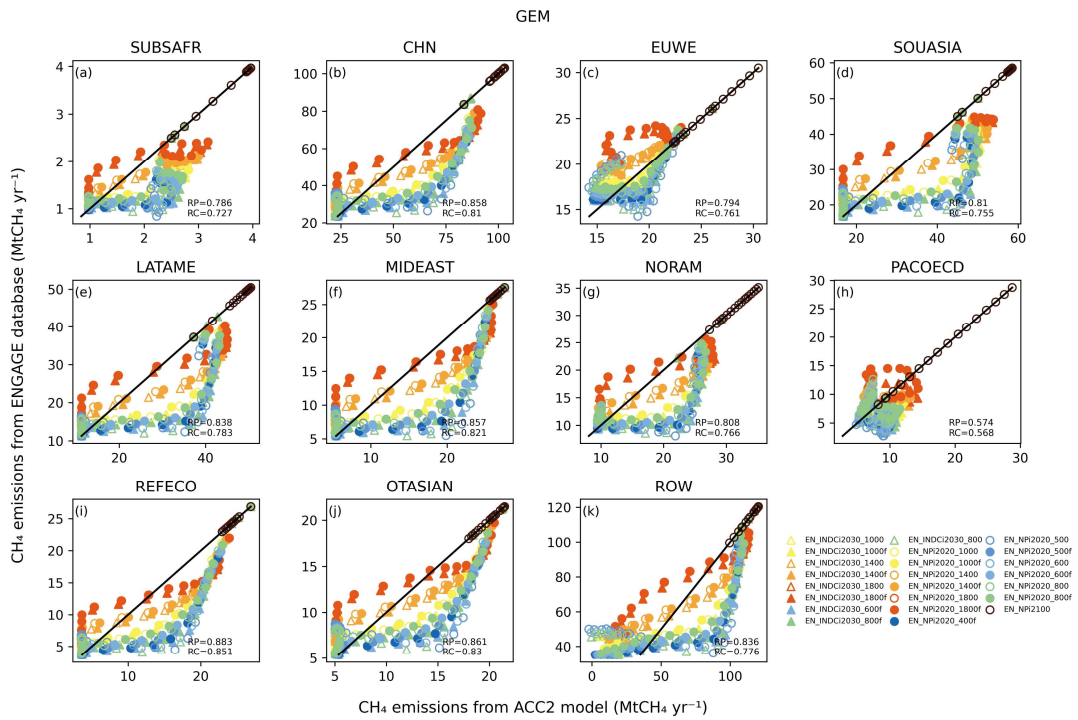 GEM
SUBSAFR
CHN
EUWE
SOUASIA
(a)
(b)
(c)
(d)
4
3
2
1
100
80
60
40
20
30
25
20
15
60
50
40
30
20
RP=0.786
RC=0.727
RP=0.858
RC=0.81
RP=0.794
RC=0.761
RP=0.81
RC=0.755
1 2 3 4
25 50 75 100
15 20 25 30
20 40 60
LATAME
MIDEAST
NORAM
PACOECD
(e)
(f)
(g)
(h)
50
40
30
20
10
25
20
15
10
5
35
30
25
20
15
10
30
25
20
15
10
5
RP=0.838
RC=0.783
RP=0.857
RC=0.821
RP=0.808
RC=0.766
RP=0.574
RC=0.568
20 40
10 20
10 20 30
10 20 30
REFECO
OTASIAN
ROW
(i)
(j)
(k)
25
20
15
10
5
20
15
10
5
120
100
80
60
40
RP=0.883
RC−0.851
RP=0.861
RC=0.83
RP=0.836
RC−0.776
10 20
5 10 15 20
0 50 100
CH₄ emissions from ENGAGE database (MtCH₄ yr⁻¹)
CH₄ emissions from ACC2 model (MtCH₄ yr⁻¹)
EN_INDCi2030_1000
EN_INDCi2030_1000f
EN_INDCi2030_1400
EN_INDCi2030_1400f
EN_INDCi2030_1800
EN_INDCi2030_1800f
EN_INDCi2030_600f
EN_INDCi2030_800f
EN_INDCi2030_800
EN_NPi2020_1000
EN_NPi2020_1000f
EN_NPi2020_1400
EN_NPi2020_1400f
EN_NPi2020_1800
EN_NPi2020_1800f
EN_NPi2020_400f
EN_NPi2020_500
EN_NPi2020_500f
EN_NPi2020_600
EN_NPi2020_600f
EN_NPi2020_800
EN_NPi2020_800f
EN_NPi2100